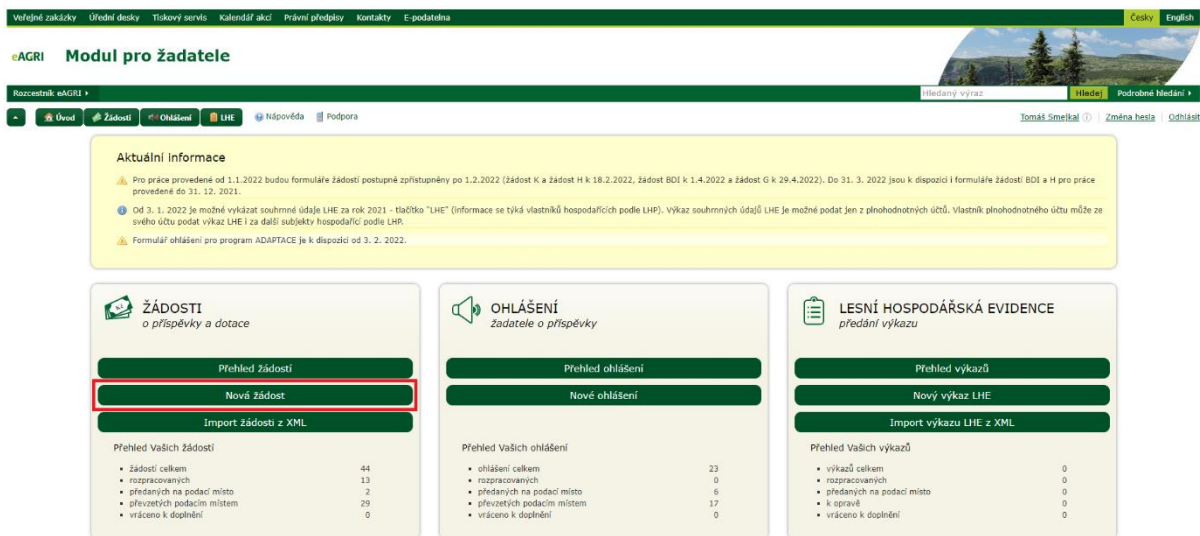 Veřejné zakázky Úřední desky Tiskový servis Kalendář akcí Právní předpisy Kontakty E-podatelna Česky English
eAGRI Modul pro žadatele
Rozcestník eAGRI Hledaný výraz Hledej Podrobné hledání
Úvod Žádosti Ohlášení LHE Nápověda Podpora Tomáš Smejkal Změna hesla Odhlásit
Aktuální informace
Pro práce provedené od 1.1.2022 budou formuláře žádostí postupně zpřístupněny po 1.2.2022 (žádost K a žádost H k 18.2.2022, žádost BDI k 1.4.2022 a žádost G k 29.4.2022). Do 31. 3. 2022 jsou k dispozici i formuláře žádostí BDI a H pro práce
provedené do 31. 12. 2021.
Od 3. 1. 2022 je možné vykázat souhrnné údaje LHE za rok 2021 - tlačítko "LHE" (informace se týká vlastníků hospodařících podle LHP). Výkaz souhrnných údajů LHE je možné podat jen z plnohodnotných účtů. Vlastník plnohodnotného účtu může ze
svého účtu podat výkaz LHE i za další subjekty hospodařící podle LHP.
Formulář ohlášení pro program ADAPTACE je k dispozici od 3. 2. 2022.
ŽÁDOSTI
o příspěvky a dotace
Přehled žádostí
Nová žádost
Import žádosti z XML
Přehled Vašich žádostí
žádostí celkem 44
rozpracovaných 13
předaných na podací místo 2
převzetých podacím místem 29
vráceno k doplnění 0
OHLÁŠENÍ
žadatele o příspěvky
Přehled ohlášení
Nové ohlášení
Přehled Vašich ohlášení
ohlášení celkem 23
rozpracovaných 0
předaných na podací místo 6
převzetých podacím místem 17
vráceno k doplnění 0
LESNÍ HOSPODÁŘSKÁ EVIDENCE
předání výkazu
Přehled výkazů
Nový výkaz LHE
Import výkazu LHE z XML
Přehled Vašich výkazů
výkazů celkem 0
rozpracovaných 0
předaných na podací místo 0
k opravě 0
vráceno k doplnění 0